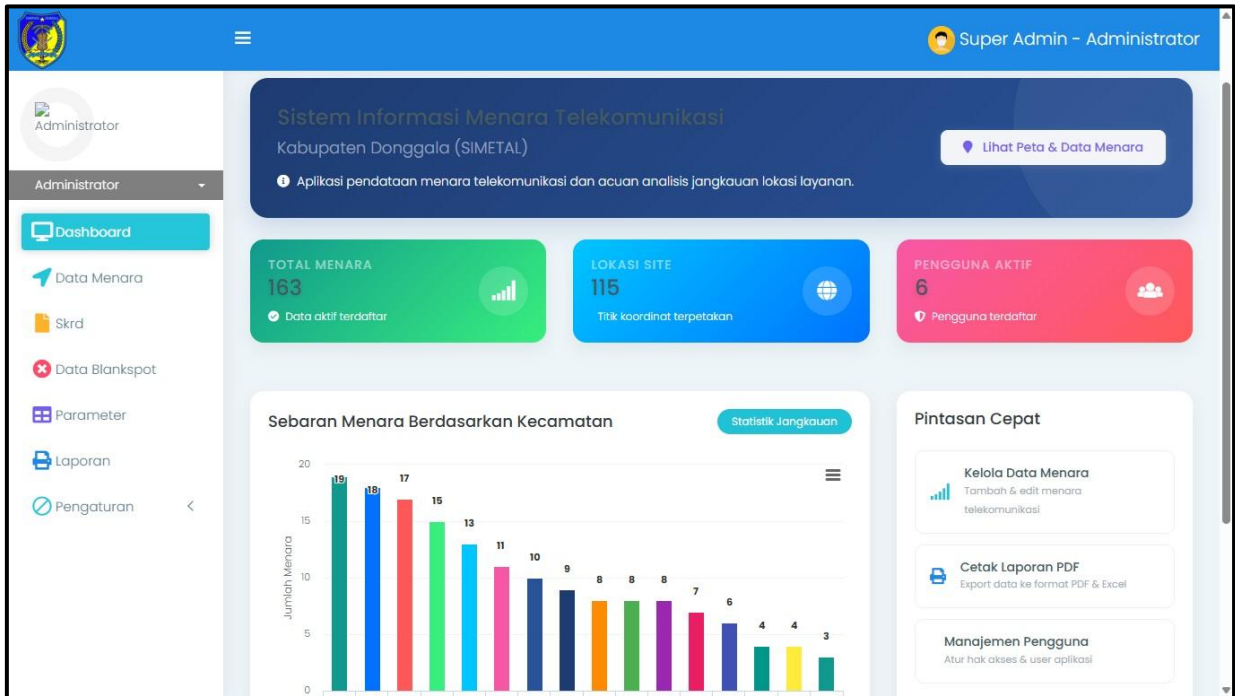 Super Admin - Administrator
Administrator
Administrator
Dashboard
Data Menara
Skrd
Data Blankspot
Parameter
Laporan
Pengaturan
Sistem Informasi Menara Telekomunikasi
Kabupaten Donggala (SIMETAL)
Aplikasi pendataan menara telekomunikasi dan acuan analisis jangkauan lokasi layanan.
Lihat Peta & Data Menara
TOTAL MENARA
163
Data aktif terdaftar
LOKASI SITE
115
Titik koordinat terpetakan
PENGGUNA AKTIF
6
Pengguna terdaftar
Sebaran Menara Berdasarkan Kecamatan
Statistik Jangkauan
Jumlah Menara
20
15
10
5
0
19
18
17
15
13
11
10
9
8
8
8
7
6
4
4
3
Pintasan Cepat
Kelola Data Menara
Tambah & edit menara
telekomunikasi
Cetak Laporan PDF
Export data ke format PDF & Excel
Manajemen Pengguna
Atur hak akses & user aplikasi